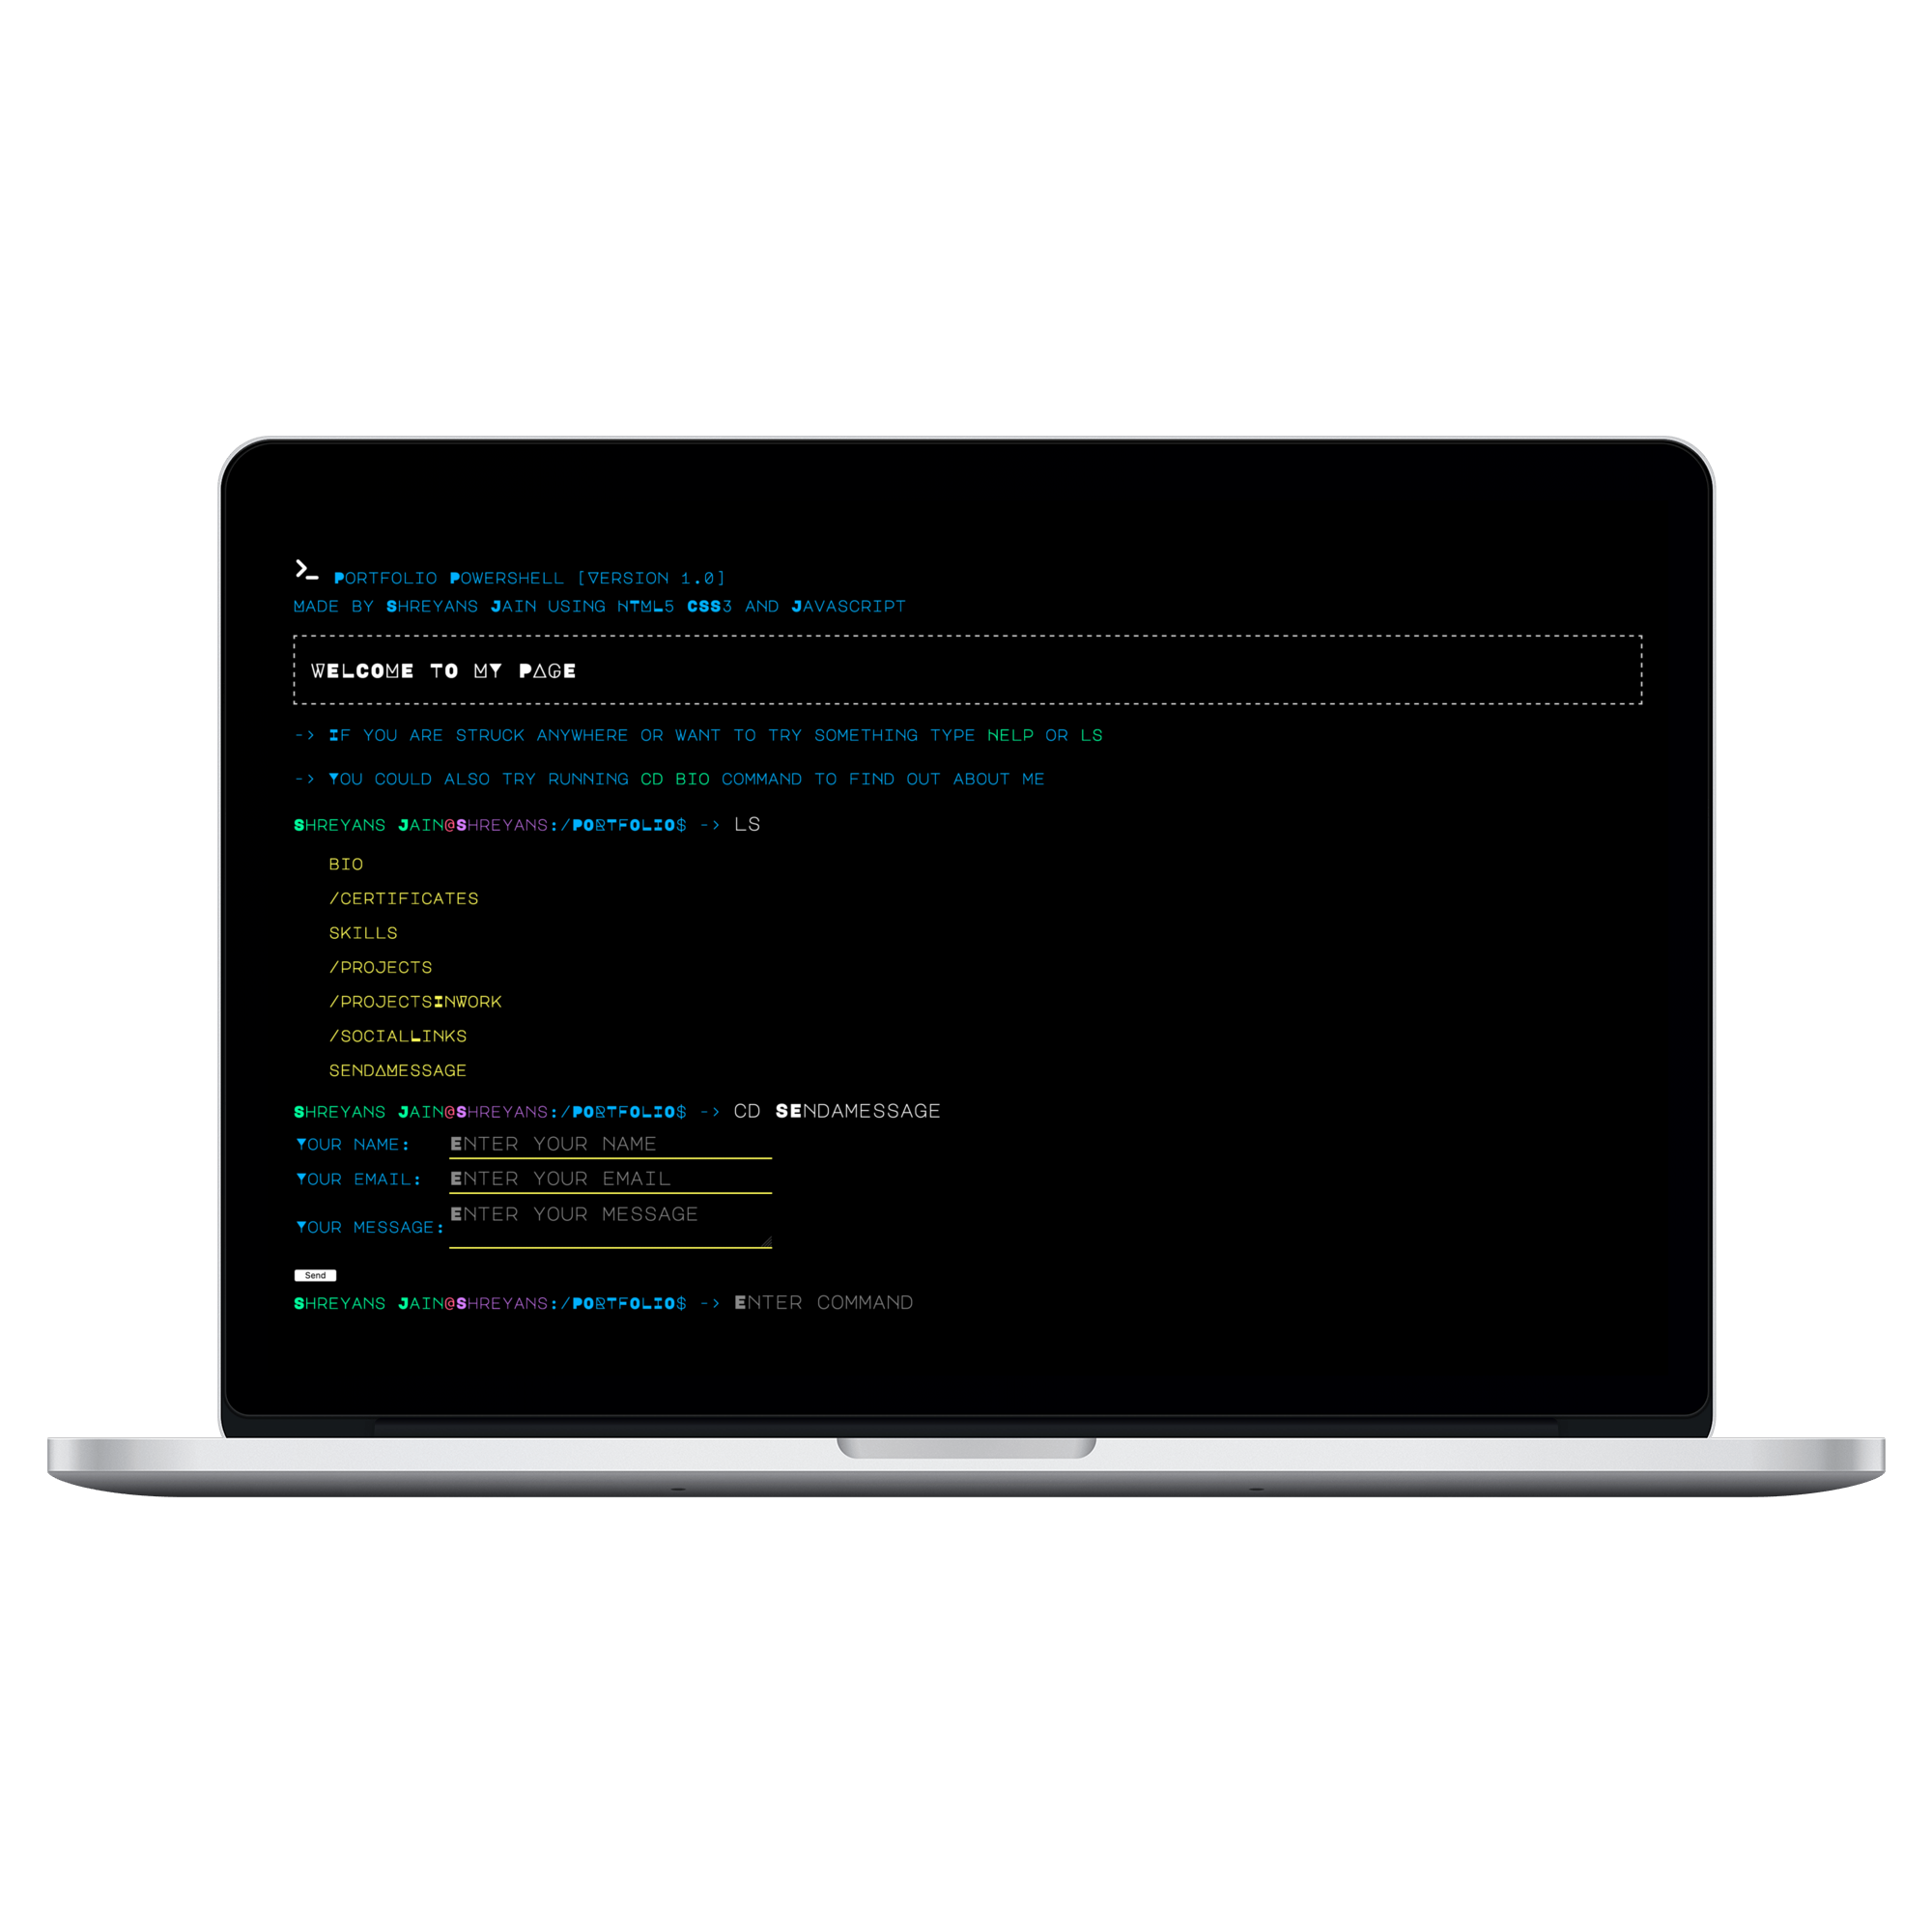 >_ Portfolio Powershell [Version 1.0]
made by Shreyans Jain using hTmL5 CSS3 and Javascript
WELCOME TO MY PAGE
-> If you are struck anywhere or want to try something type help or ls
-> You could also try running cd bio command to find out about me
Shreyans Jain@Shreyans:/PORTFOLIO$ -> ls
bio
/certificates
skills
/projects
/projectsInWork
/socialLinks
sendAmessage
Shreyans Jain@Shreyans:/PORTFOLIO$ -> cd SEndamessage
Your name: Enter your name
Your email: Enter your email
Your message: Enter your message
Send
Shreyans Jain@Shreyans:/PORTFOLIO$ -> Enter command